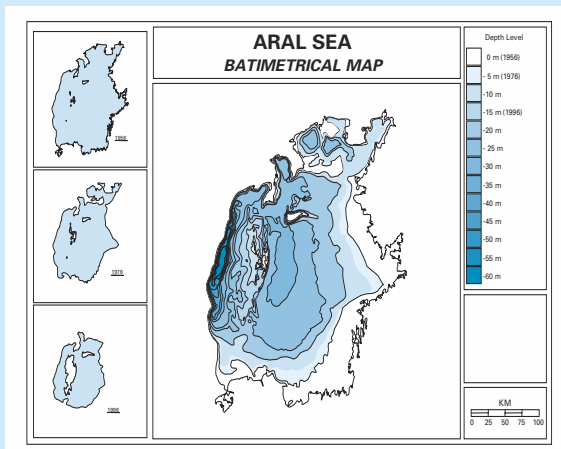 ARAL SEA
BATIMETRICAL MAP
1956
1976
1996
Depth Level
0 m (1956)
- 5 m (1976)
-10 m
-15 m (1996)
-20 m
- 25 m
-30 m
-35 m
-40 m
-45 m
-50 m
-55 m
-60 m
KM
0 25 50 75 100